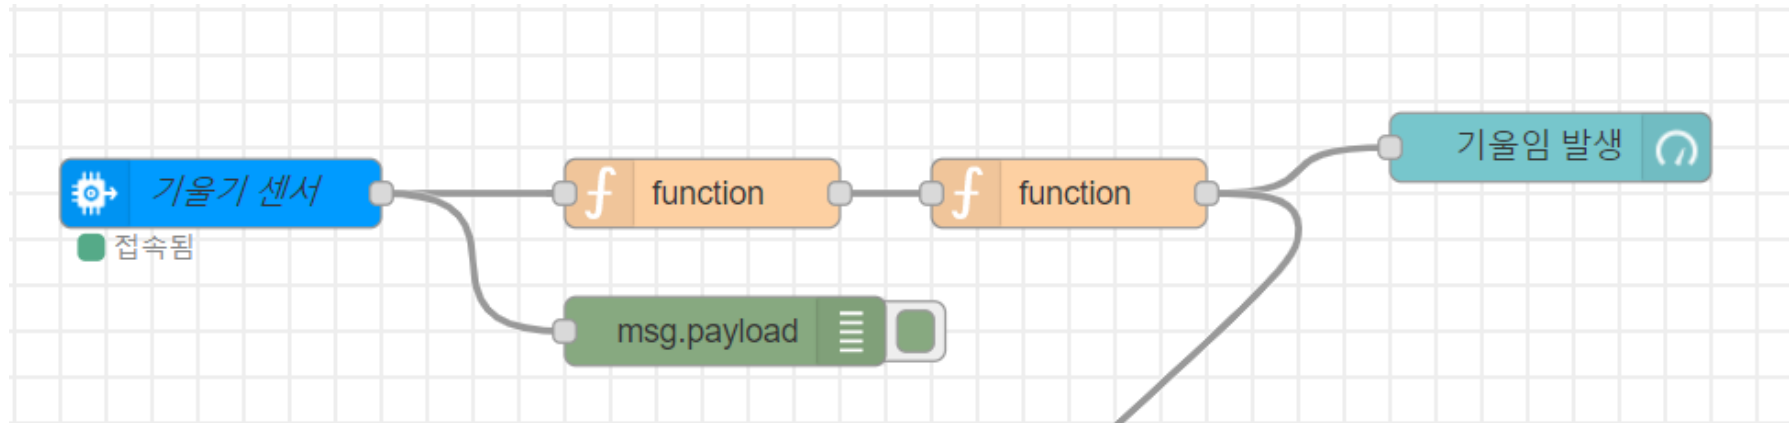 기울임 발생
기울기 센서
function
function
접속됨
msg.payload